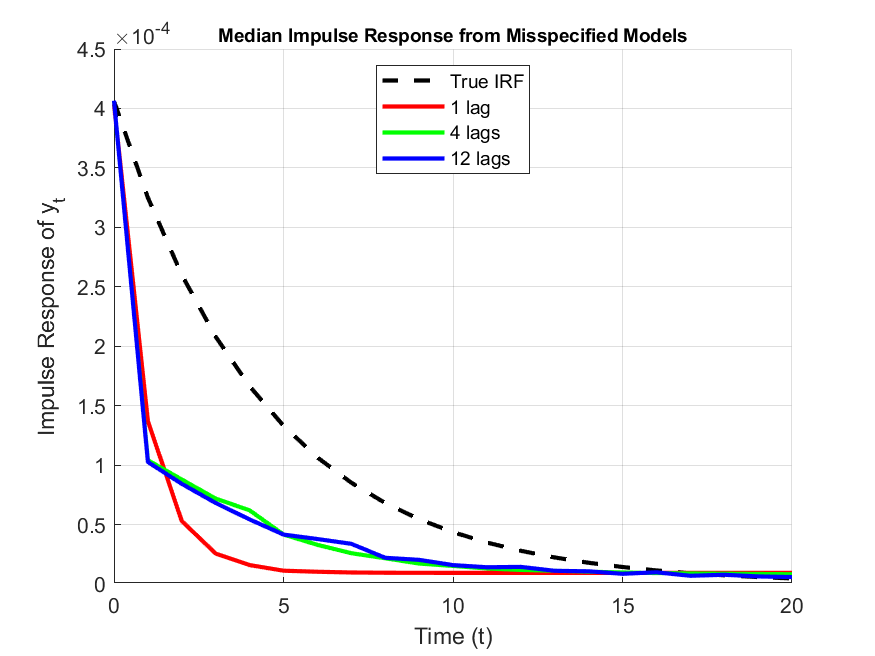 Median Impulse Response from Misspecified Models
×10⁻⁴
4.5
4
3.5
3
2.5
2
1.5
1
0.5
0
Impulse Response of yₜ
True IRF
1 lag
4 lags
12 lags
0 5 10 15 20
Time (t)